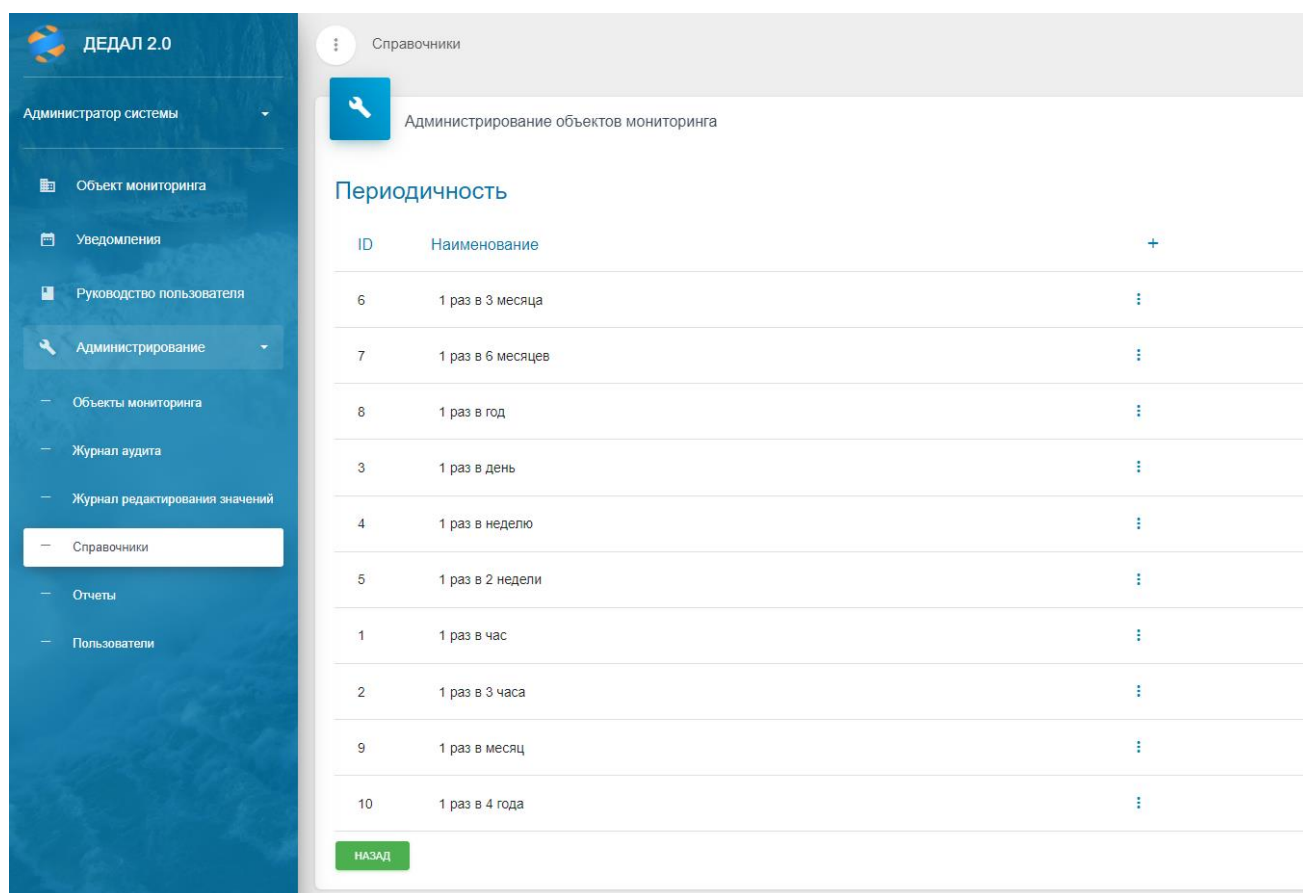 ДЕДАЛ 2.0
Администратор системы
Объект мониторинга
Уведомления
Руководство пользователя
Администрирование
Объекты мониторинга
Журнал аудита
Журнал редактирования значений
Справочники
Отчеты
Пользователи
Справочники
Администрирование объектов мониторинга
Периодичность
ID Наименование +
6 1 раз в 3 месяца
7 1 раз в 6 месяцев
8 1 раз в год
3 1 раз в день
4 1 раз в неделю
5 1 раз в 2 недели
1 1 раз в час
2 1 раз в 3 часа
9 1 раз в месяц
10 1 раз в 4 года
НАЗАД